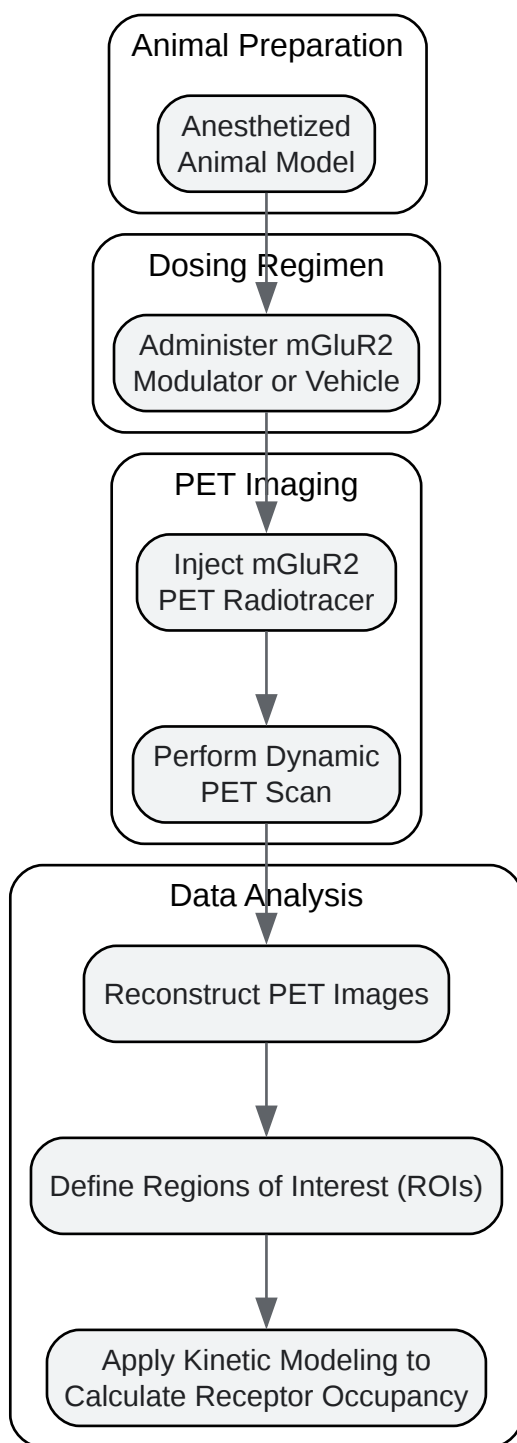 Animal Preparation
Anesthetized
Animal Model
Dosing Regimen
Administer mGluR2
Modulator or Vehicle
PET Imaging
Inject mGluR2
PET Radiotracer
Perform Dynamic
PET Scan
Data Analysis
Reconstruct PET Images
Define Regions of Interest (ROIs)
Apply Kinetic Modeling to
Calculate Receptor Occupancy